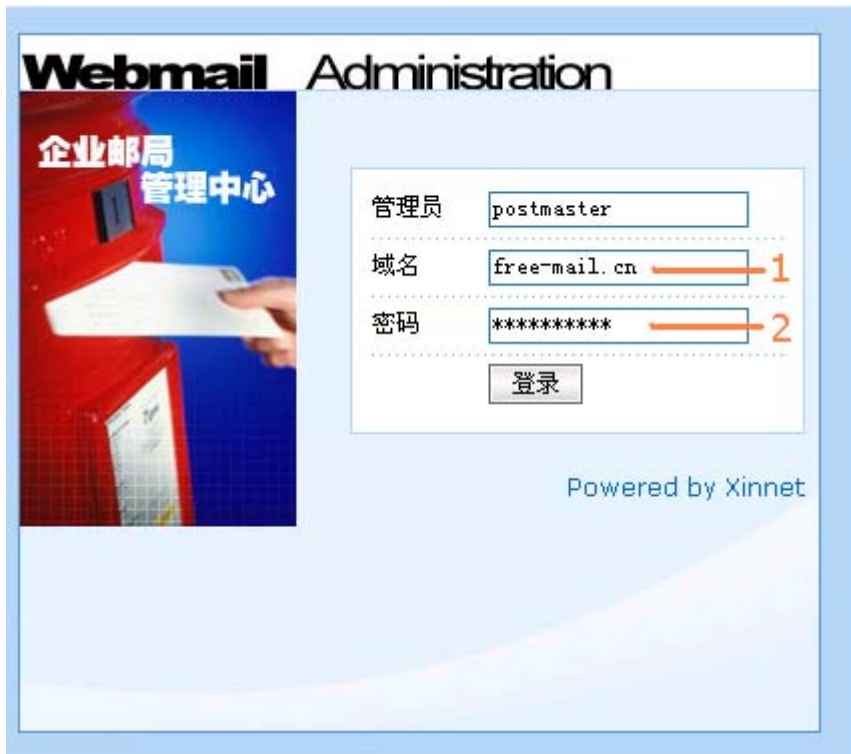 Webmail Administration
企业邮局
管理中心
管理员 postmaster
域名 free-mail.cn 1
密码 ********** 2
登录
Powered by Xinnet